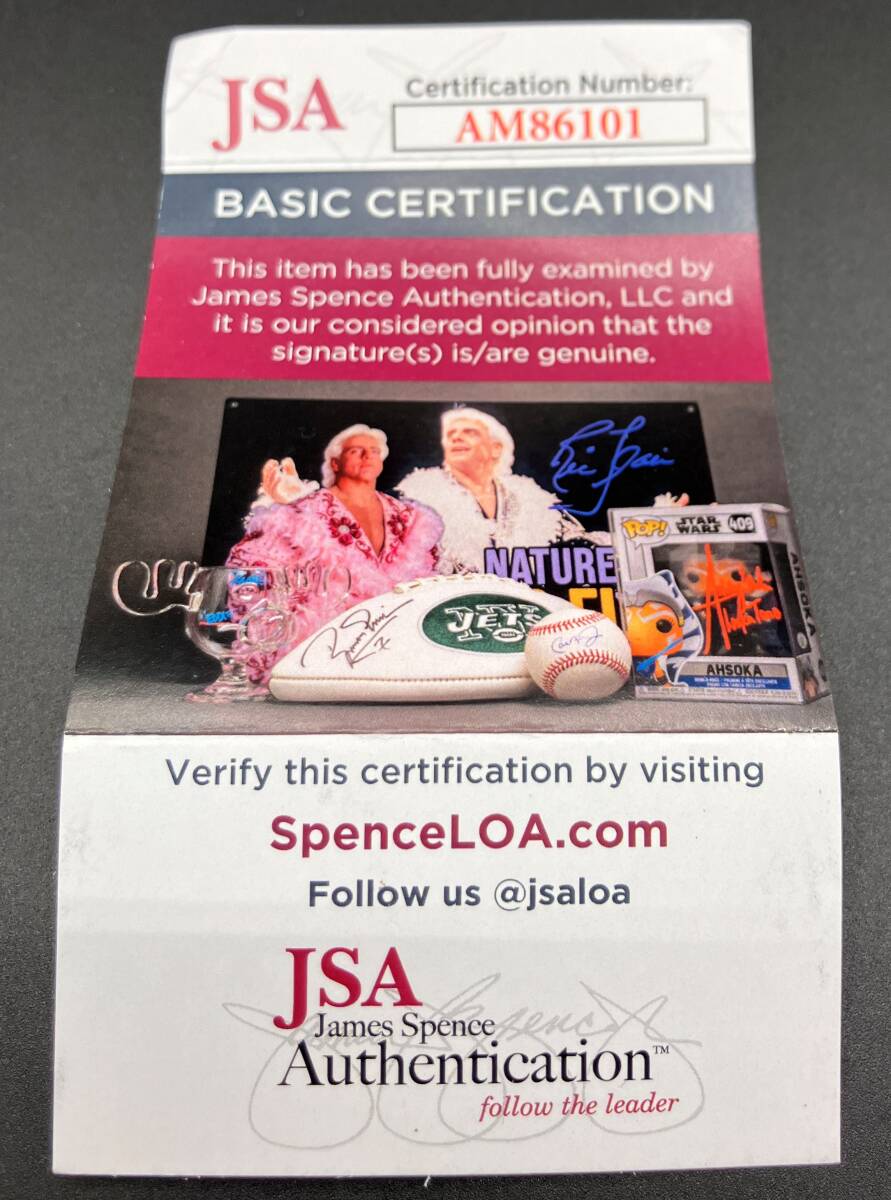 JSA
Certification Number:
AM86101
BASIC CERTIFICATION
This item has been fully examined by
James Spence Authentication, LLC and
it is our considered opinion that the
signature(s) is/are genuine.
Ric Flair
NATURE
POP!
STAR
WARS
409
AHSOKA
JETS
AHSOKA
Verify this certification by visiting
SpenceLOA.com
Follow us @jsaloa
JSA
James Spence
Authentication™
follow the leader